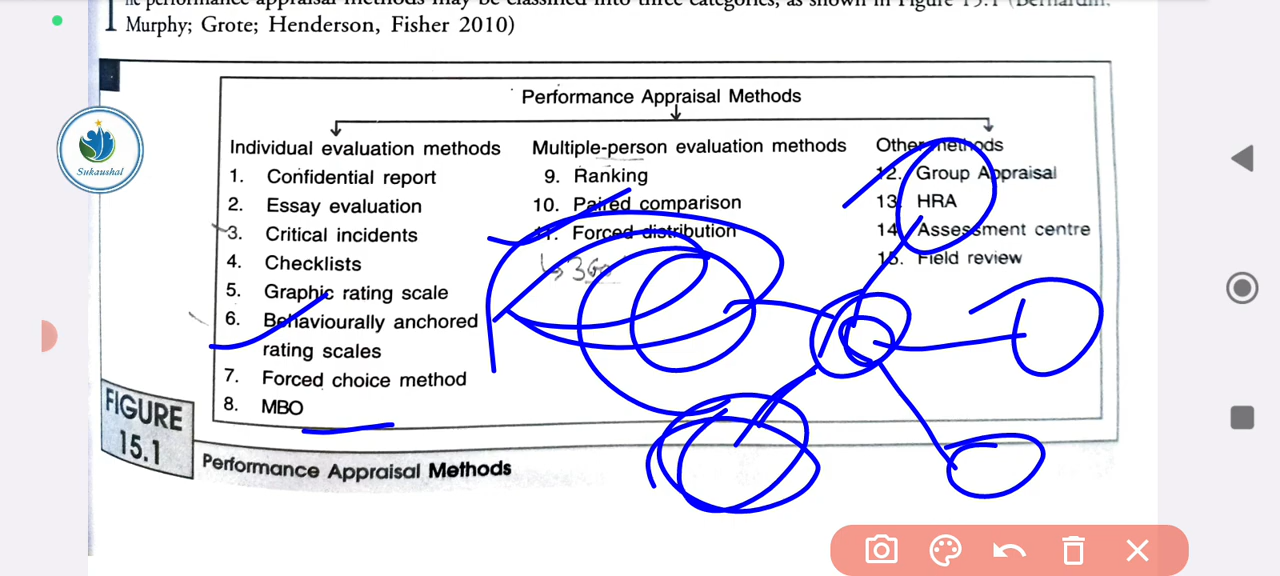 Murphy; Grote; Henderson, Fisher 2010)
Performance Appraisal Methods
Individual evaluation methods
1. Confidential report
2. Essay evaluation
3. Critical incidents
4. Checklists
5. Graphic rating scale
6. Behaviourally anchored
rating scales
7. Forced choice method
8. MBO
Multiple-person evaluation methods
9. Ranking
10. Paired comparison
11. Forced distribution
360
Other methods
12. Group Appraisal
13. HRA
14. Assessment centre
15. Field review
FIGURE
15.1
Performance Appraisal Methods
Sukaushal